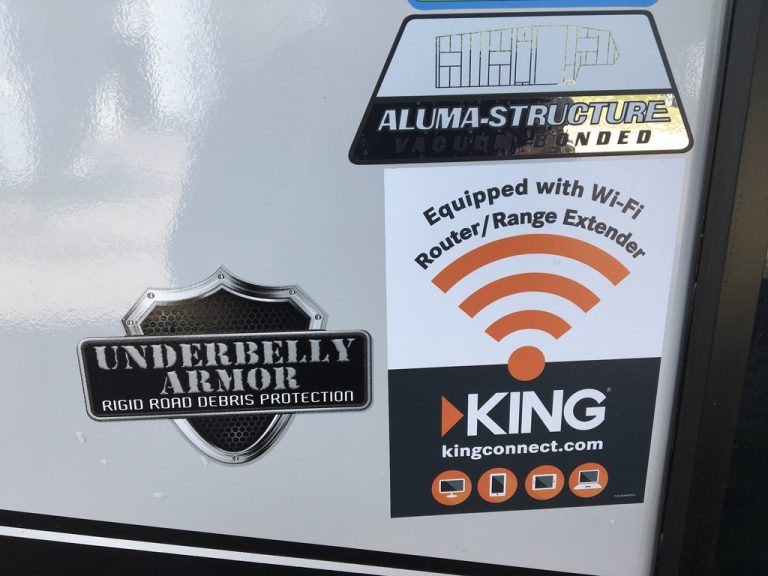 ALUMA-STRUCTURE
VACUUM BONDED
Equipped with Wi-Fi
Router/Range Extender
KING
kingconnect.com
UNDERBELLY
ARMOR
RIGID ROAD DEBRIS PROTECTION